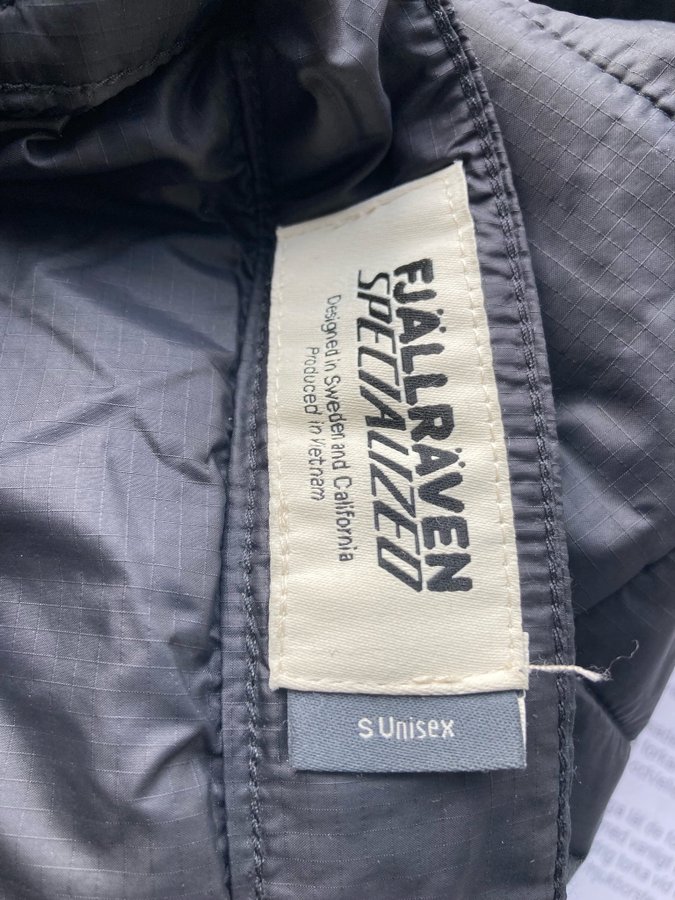 FJÄLLRÄVEN
SPECIALIZED
Designed in Sweden and California
Produced in Vietnam
S Unisex